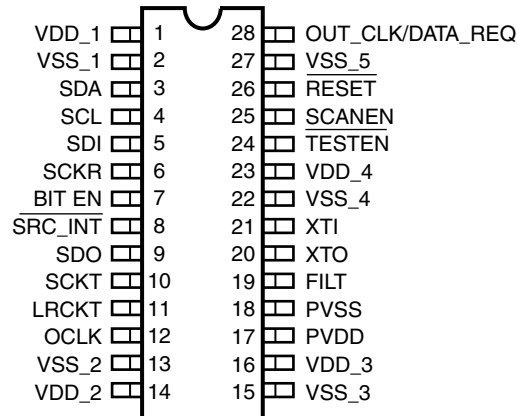 VDD_1 1 28 OUT_CLK/DATA_REQ
VSS_1 2 27 VSS_5
SDA 3 26 RESET
SCL 4 25 SCANEN
SDI 5 24 TESTEN
SCKR 6 23 VDD_4
BIT EN 7 22 VSS_4
SRC_INT 8 21 XTI
SDO 9 20 XTO
SCKT 10 19 FILT
LRCKT 11 18 PVSS
OCLK 12 17 PVDD
VSS_2 13 16 VDD_3
VDD_2 14 15 VSS_3